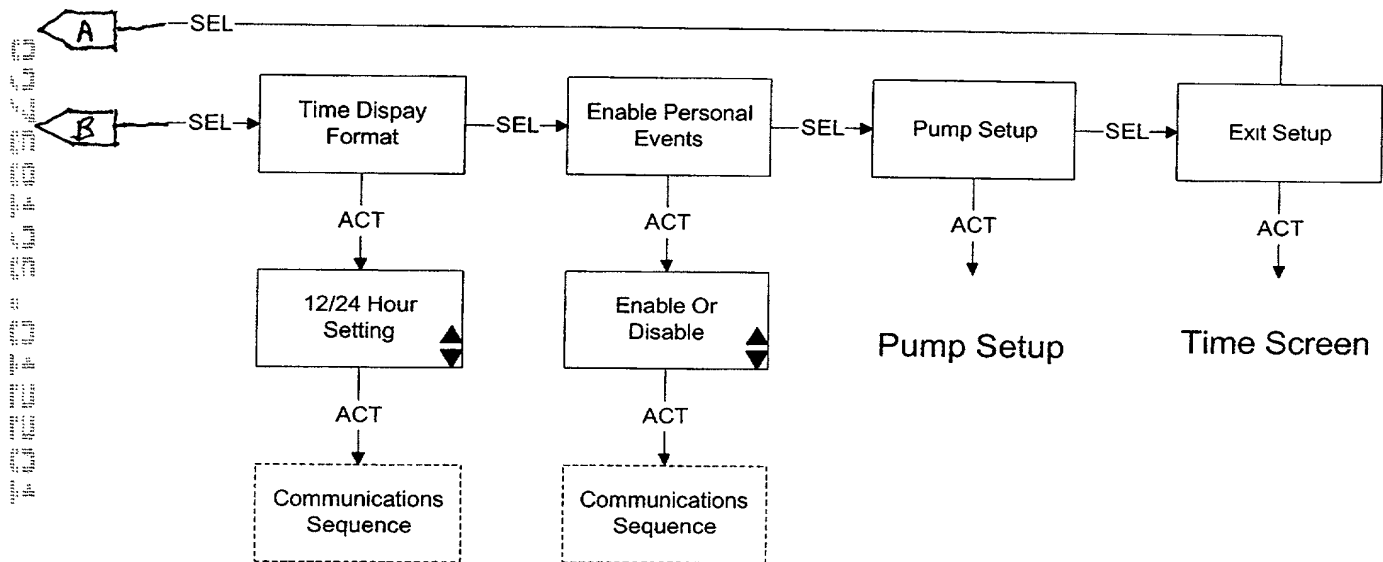 A
SEL
B
SEL
Time Dispay
Format
SEL
Enable Personal
Events
SEL
Pump Setup
SEL
Exit Setup
ACT
ACT
ACT
ACT
12/24 Hour
Setting
Enable Or
Disable
Pump Setup
Time Screen
ACT
ACT
Communications
Sequence
Communications
Sequence